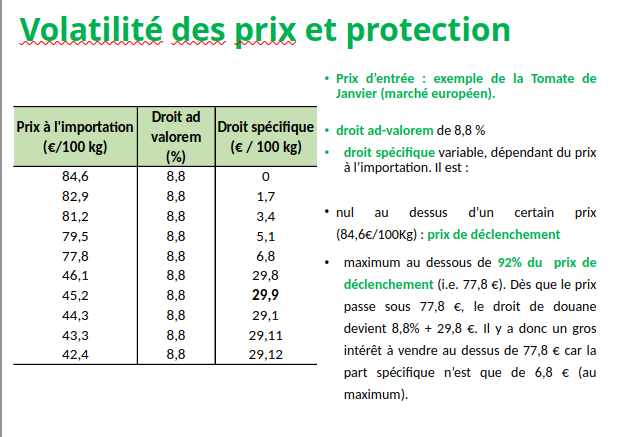 Volatilité des prix et protection
Prix à l'importation (€/100 kg) Droit ad valorem (%) Droit spécifique (€ / 100 kg)
84,6 8,8 0
82,9 8,8 1,7
81,2 8,8 3,4
79,5 8,8 5,1
77,8 8,8 6,8
46,1 8,8 29,8
45,2 8,8 29,9
44,3 8,8 29,1
43,3 8,8 29,11
42,4 8,8 29,12
• Prix d'entrée : exemple de la Tomate de
Janvier (marché européen).
• droit ad-valorem de 8,8 %
• droit spécifique variable, dépendant du prix
à l'importation. Il est :
• nul au dessus d'un certain prix
(84,6€/100Kg) : prix de déclenchement
• maximum au dessous de 92% du prix de
déclenchement (i.e. 77,8 €). Dès que le prix
passe sous 77,8 €, le droit de douane
devient 8,8% + 29,8 €. Il y a donc un gros
intérêt à vendre au dessus de 77,8 € car la
part spécifique n'est que de 6,8 € (au
maximum).